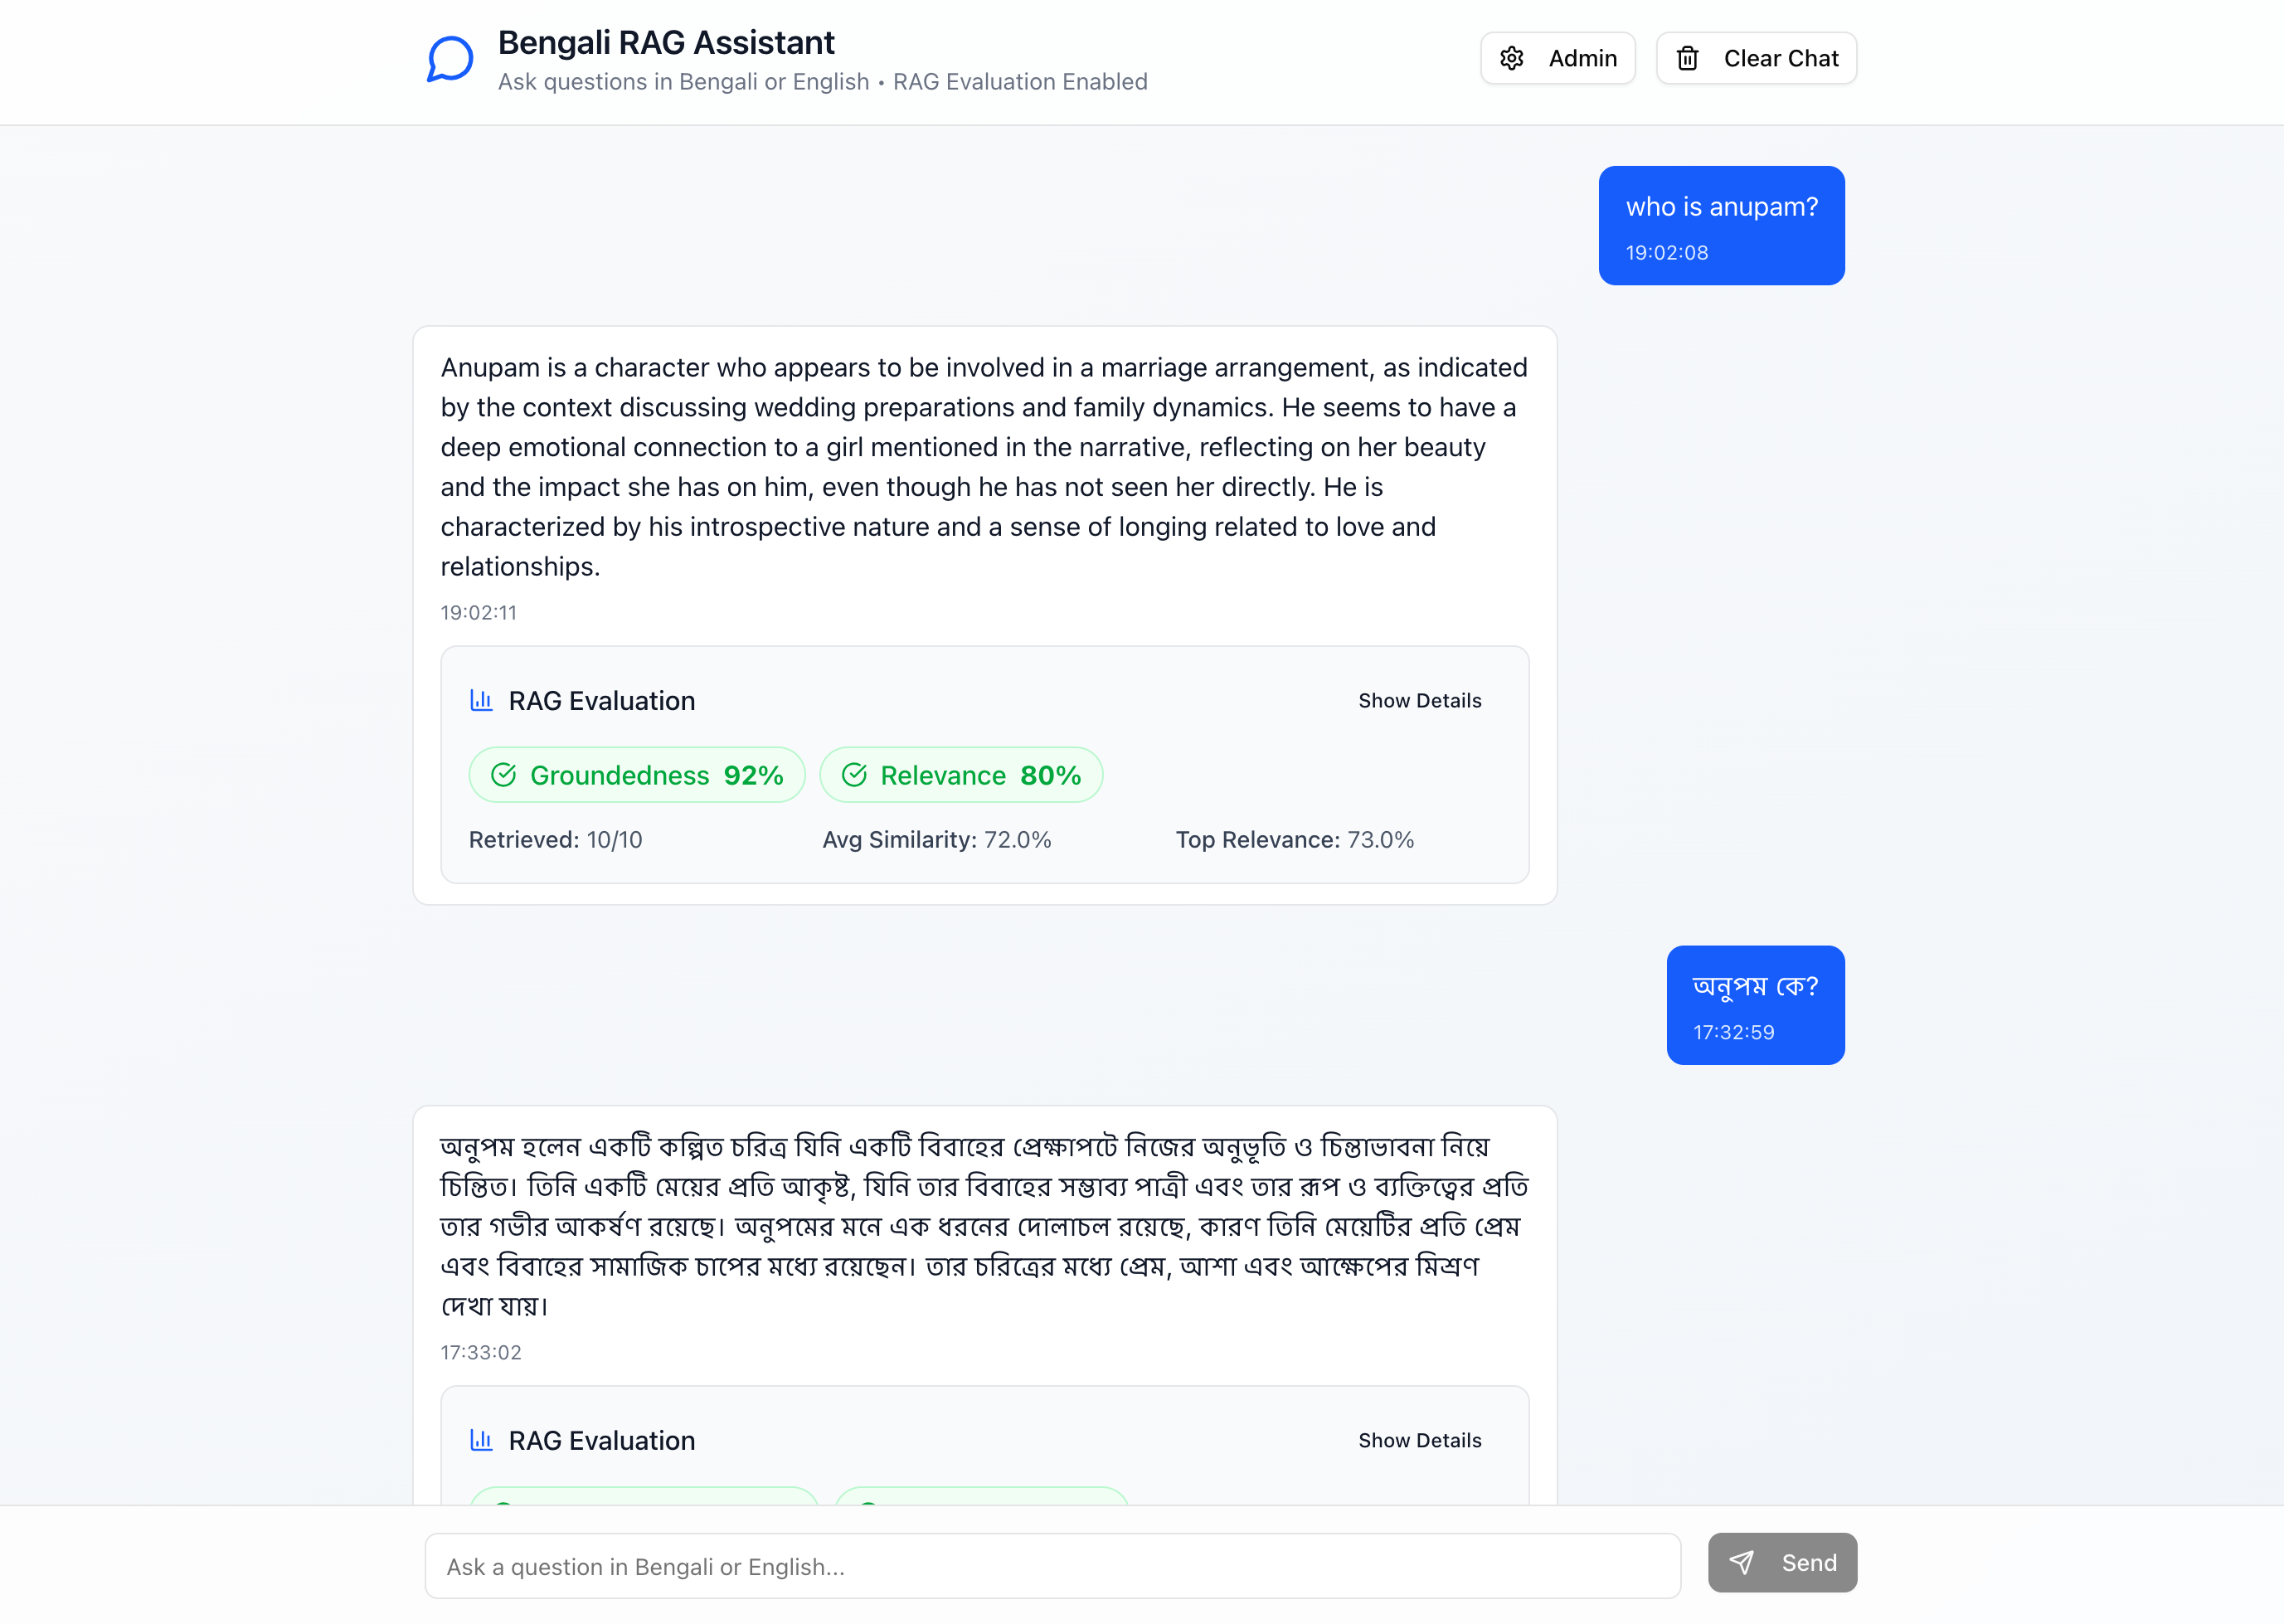 Bengali RAG Assistant
Ask questions in Bengali or English • RAG Evaluation Enabled
Admin
Clear Chat
who is anupam?
19:02:08
Anupam is a character who appears to be involved in a marriage arrangement, as indicated
by the context discussing wedding preparations and family dynamics. He seems to have a
deep emotional connection to a girl mentioned in the narrative, reflecting on her beauty
and the impact she has on him, even though he has not seen her directly. He is
characterized by his introspective nature and a sense of longing related to love and
relationships.
19:02:11
RAG Evaluation
Show Details
Groundedness 92%
Relevance 80%
Retrieved: 10/10
Avg Similarity: 72.0%
Top Relevance: 73.0%
অনুপম কে?
17:32:59
অনুপম হলেন একটি কল্পিত চরিত্র যিনি একটি বিবাহের প্রেক্ষাপটে নিজের অনুভূতি ও চিন্তাভাবনা নিয়ে
চিন্তিত। তিনি একটি মেয়ের প্রতি আকৃষ্ট, যিনি তার বিবাহের সম্ভাব্য পাত্রী এবং তার রূপ ও ব্যক্তিত্বের প্রতি
তার গভীর আকর্ষণ রয়েছে। অনুপমের মনে এক ধরনের দোলাচল রয়েছে, কারণ তিনি মেয়েটির প্রতি প্রেম
এবং বিবাহের সামাজিক চাপের মধ্যে রয়েছেন। তার চরিত্রের মধ্যে প্রেম, আশা এবং আক্ষেপের মিশ্রণ
দেখা যায়।
17:33:02
RAG Evaluation
Show Details
Ask a question in Bengali or English...
Send